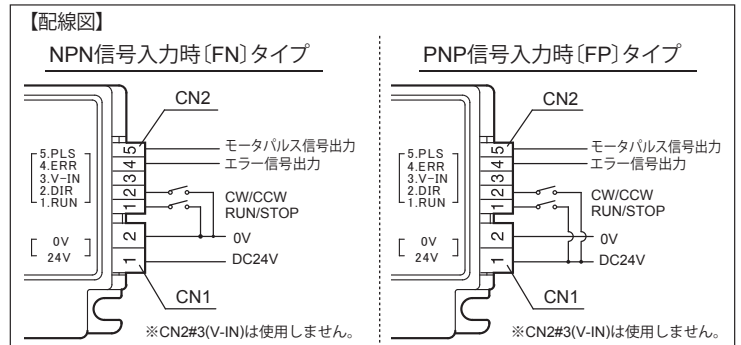 【配線図】
NPN信号入力時〔FN〕タイプ
CN2
5.PLS
4.ERR
3.V-IN
2.DIR
1.RUN
0V
24V
5
4
3
2
1
2
1
モータパルス信号出力
エラー信号出力
CW/CCW
RUN/STOP
0V
DC24V
CN1
※CN2#3(V-IN)は使用しません。
PNP信号入力時〔FP〕タイプ
CN2
5.PLS
4.ERR
3.V-IN
2.DIR
1.RUN
0V
24V
5
4
3
2
1
2
1
モータパルス信号出力
エラー信号出力
CW/CCW
RUN/STOP
0V
DC24V
CN1
※CN2#3(V-IN)は使用しません。